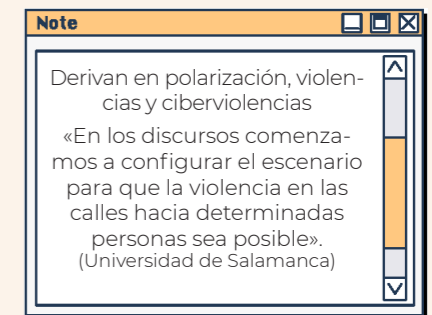 Note
Derivan en polarización, violen-
cias y ciberviolencias
«En los discursos comenza-
mos a configurar el escenario
para que la violencia en las
calles hacia determinadas
personas sea posible».
(Universidad de Salamanca)